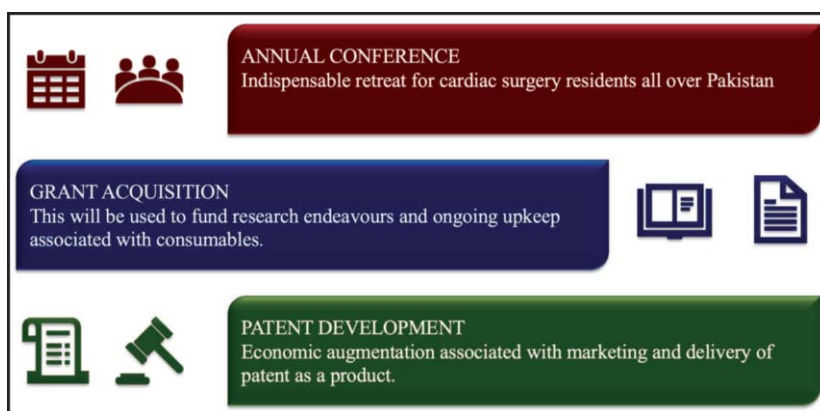 ANNUAL CONFERENCE
Indispensable retreat for cardiac surgery residents all over Pakistan
GRANT ACQUISITION
This will be used to fund research endeavours and ongoing upkeep
associated with consumables.
PATENT DEVELOPMENT
Economic augmentation associated with marketing and delivery of
patent as a product.